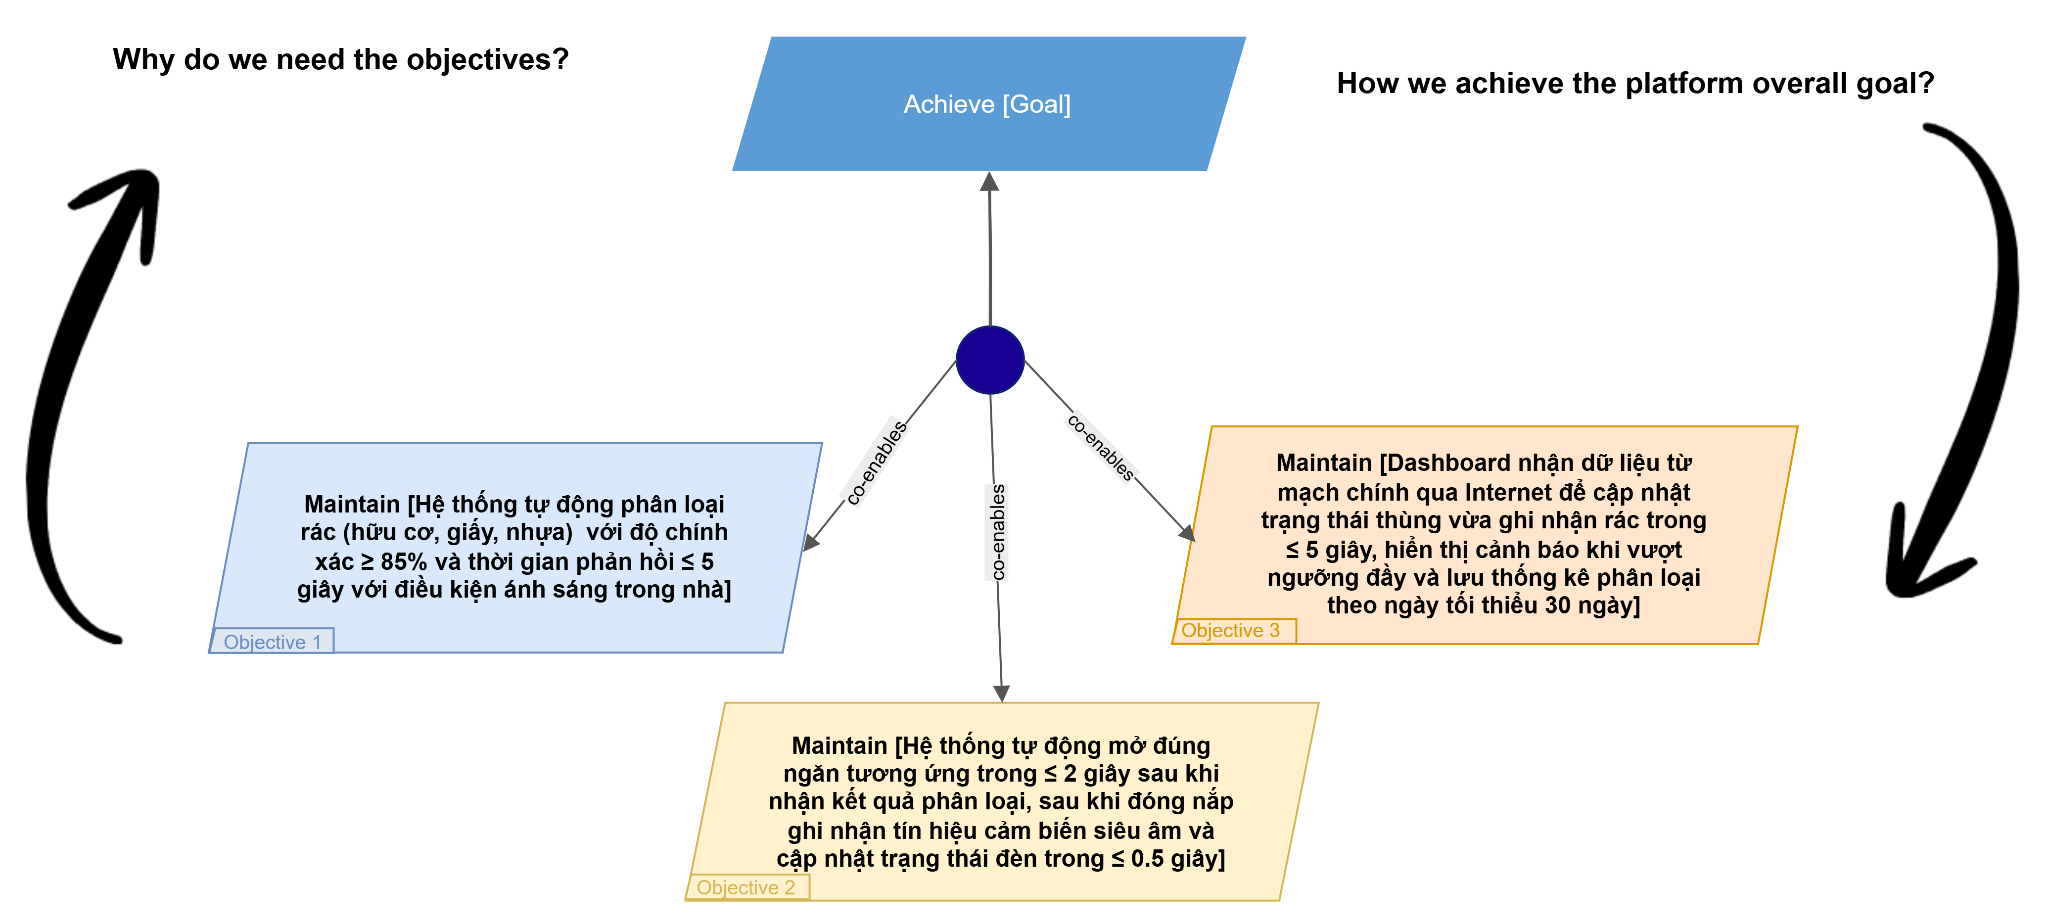 Why do we need the objectives?
How we achieve the platform overall goal?
Achieve [Goal]
co-enables
co-enables
co-enables
Maintain [Hệ thống tự động phân loại
rác (hữu cơ, giấy, nhựa)  với độ chính
xác ≥ 85% và thời gian phản hồi ≤ 5
giây với điều kiện ánh sáng trong nhà]
Objective 1
Maintain [Hệ thống tự động mở đúng
ngăn tương ứng trong ≤ 2 giây sau khi
nhận kết quả phân loại, sau khi đóng nắp
ghi nhận tín hiệu cảm biến siêu âm và
cập nhật trạng thái đèn trong ≤ 0.5 giây]
Objective 2
Maintain [Dashboard nhận dữ liệu từ
mạch chính qua Internet để cập nhật
trạng thái thùng vừa ghi nhận rác trong
≤ 5 giây, hiển thị cảnh báo khi vượt
ngưỡng đầy và lưu thống kê phân loại
theo ngày tối thiểu 30 ngày]
Objective 3